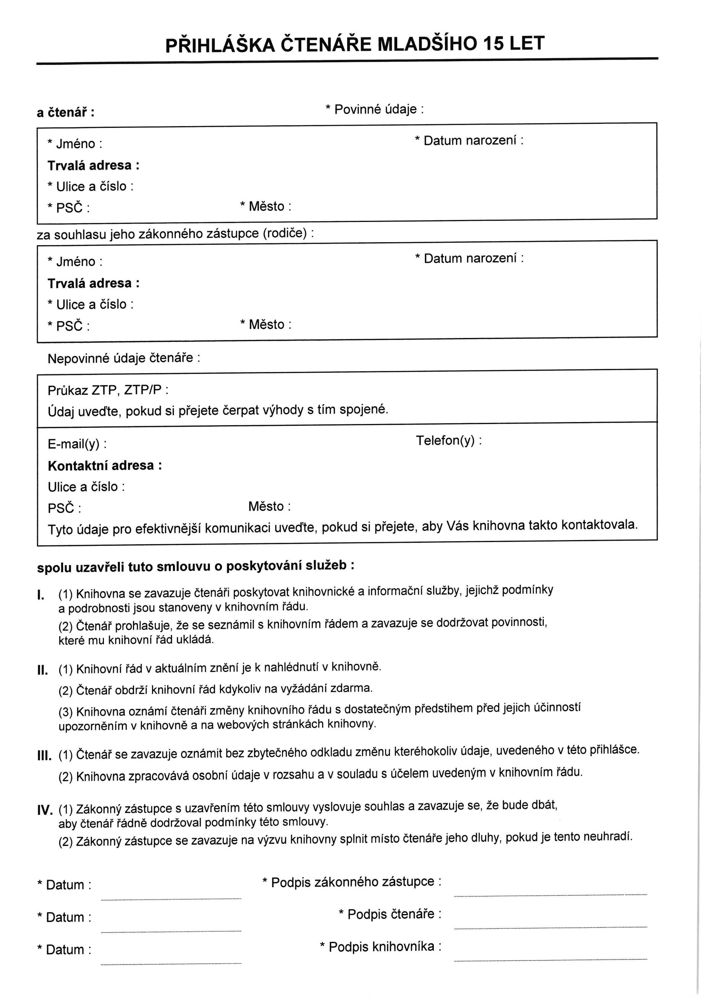 PŘIHLÁŠKA ČTENÁŘE MLADŠÍHO 15 LET
a čtenář : * Povinné údaje :
* Jméno : * Datum narození :
Trvalá adresa :
* Ulice a číslo :
* PSČ : * Město :
za souhlasu jeho zákonného zástupce (rodiče) :
* Jméno : * Datum narození :
Trvalá adresa :
* Ulice a číslo :
* PSČ : * Město :
Nepovinné údaje čtenáře :
Průkaz ZTP, ZTP/P :
Údaj uveďte, pokud si přejete čerpat výhody s tím spojené.
E-mail(y) : Telefon(y) :
Kontaktní adresa :
Ulice a číslo :
PSČ : Město :
Tyto údaje pro efektivnější komunikaci uveďte, pokud si přejete, aby Vás knihovna takto kontaktovala.
spolu uzavřeli tuto smlouvu o poskytování služeb :
I. (1) Knihovna se zavazuje čtenáři poskytovat knihovnické a informační služby, jejichž podmínky
a podrobnosti jsou stanoveny v knihovním řádu.
(2) Čtenář prohlašuje, že se seznámil s knihovním řádem a zavazuje se dodržovat povinnosti,
které mu knihovní řád ukládá.
II. (1) Knihovní řád v aktuálním znění je k nahlédnutí v knihovně.
(2) Čtenář obdrží knihovní řád kdykoliv na vyžádání zdarma.
(3) Knihovna oznámí čtenáři změny knihovního řádu s dostatečným předstihem před jejich účinností
upozorněním v knihovně a na webových stránkách knihovny.
III. (1) Čtenář se zavazuje oznámit bez zbytečného odkladu změnu kteréhokoliv údaje, uvedeného v této přihlášce.
(2) Knihovna zpracovává osobní údaje v rozsahu a v souladu s účelem uvedeným v knihovním řádu.
IV. (1) Zákonný zástupce s uzavřením této smlouvy vyslovuje souhlas a zavazuje se, že bude dbát,
aby čtenář řádně dodržoval podmínky této smlouvy.
(2) Zákonný zástupce se zavazuje na výzvu knihovny splnit místo čtenáře jeho dluhy, pokud je tento neuhradí.
* Datum : * Podpis zákonného zástupce :
* Datum : * Podpis čtenáře :
* Datum : * Podpis knihovníka :